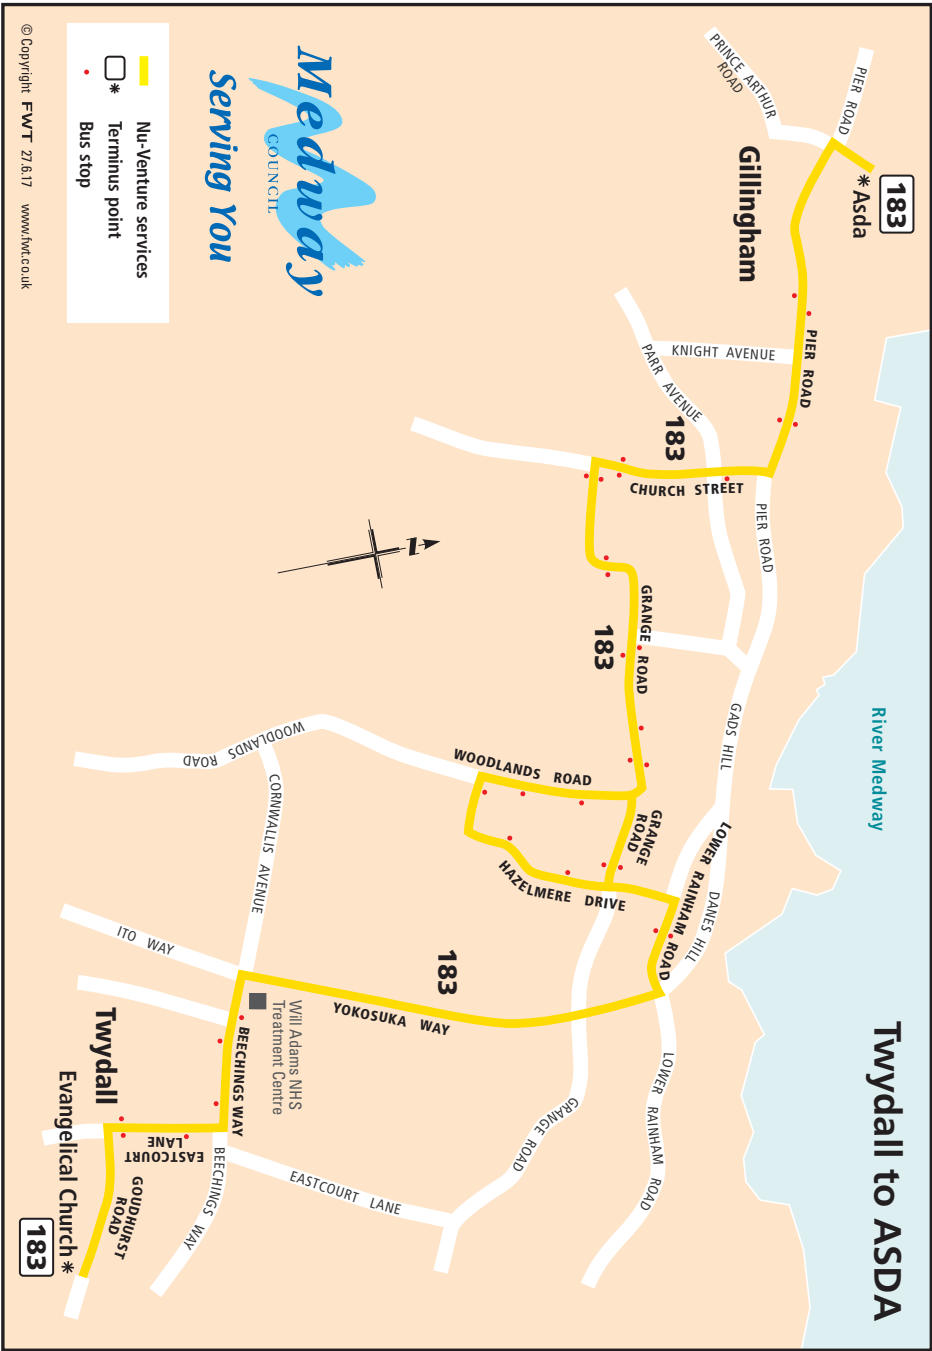 Twydall to ASDA
183
Asda
Gillingham
PIER ROAD
PRINCE ARTHUR
ROAD
PIER ROAD
KNIGHT AVENUE
PARR AVENUE
183
CHURCH STREET
PIER ROAD
River Medway
GRANGE ROAD
183
GADS HILL
WOODLANDS ROAD
WOODLANDS ROAD
CORNWALLIS AVENUE
GRANGE
ROAD
HAZELMERE DRIVE
LOWER RAINHAM ROAD
DANES HILL
183
YOKOSUKA WAY
ITO WAY
Will Adams NHS
Treatment Centre
BEECHINGS WAY
Twydall
EASTCOURT
LANE
GOUDHURST
ROAD
Evangelical Church
183
BEECHINGS WAY
EASTCOURT LANE
GRANGE ROAD
LOWER RAINHAM ROAD
Medway
COUNCIL
Serving You
Nu-Venture services
Terminus point
Bus stop
© Copyright FWT 27.6.17 www.fwt.co.uk